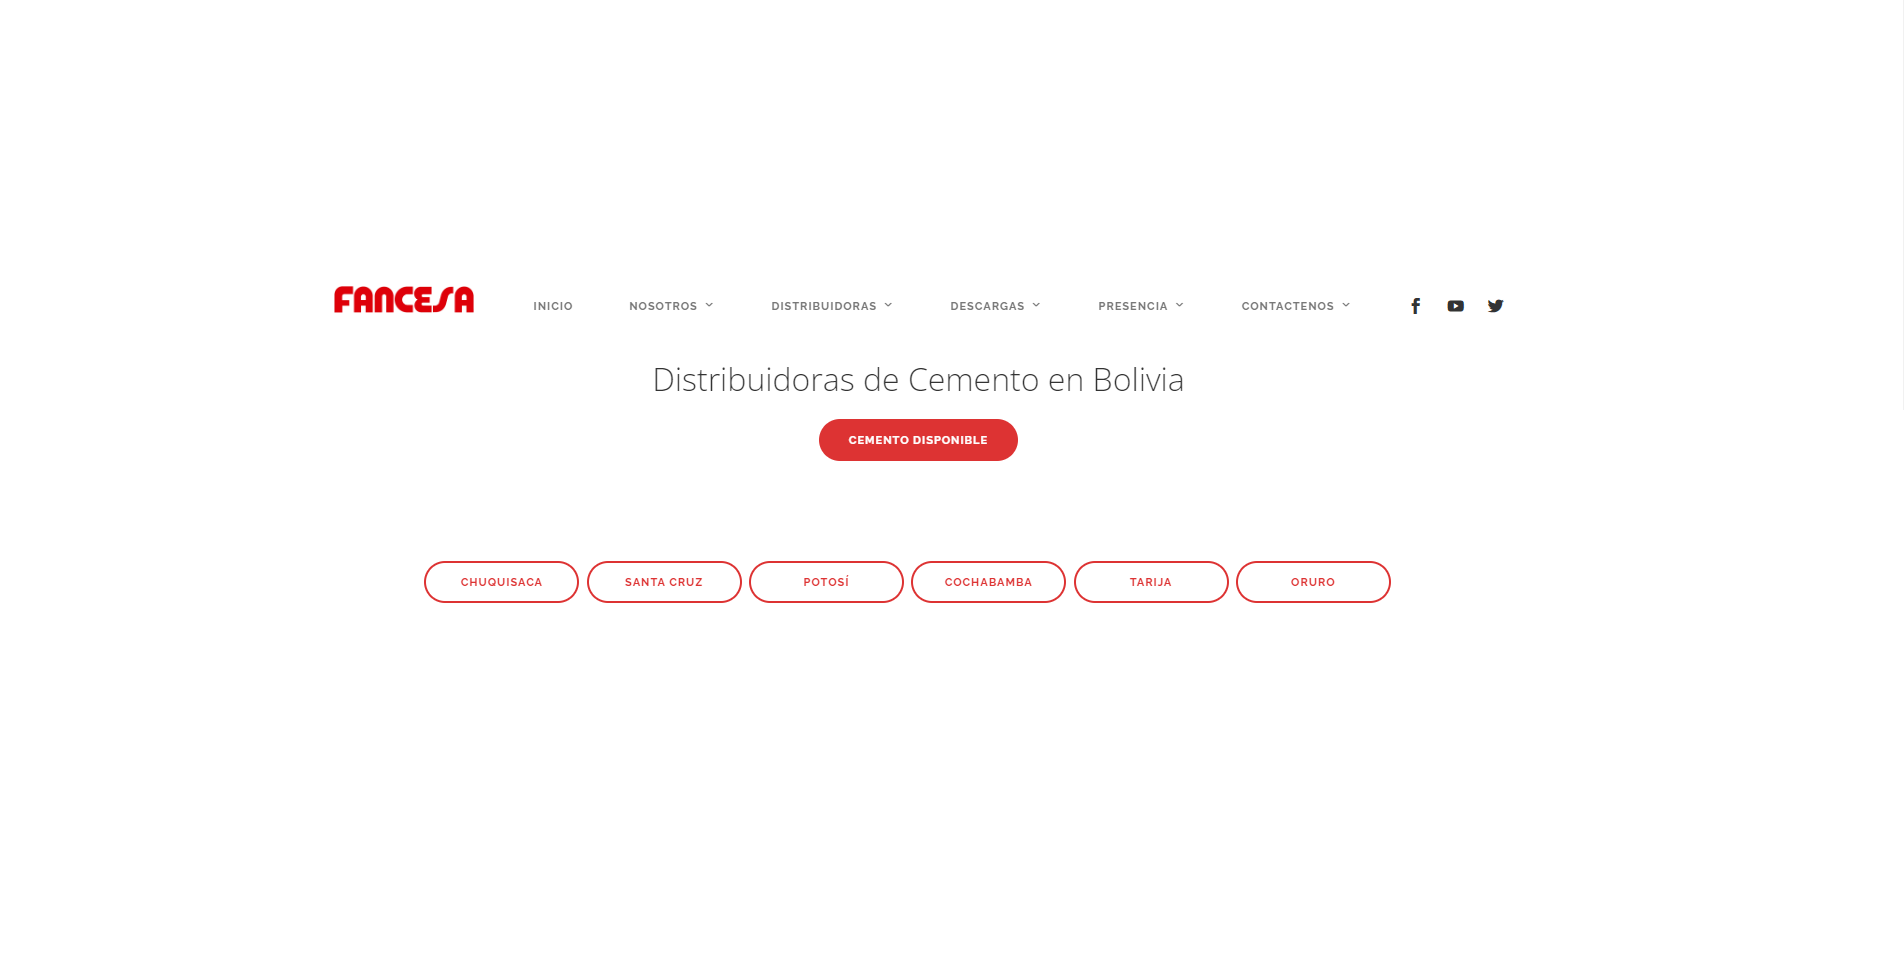 FANCESA INICIO NOSOTROS DISTRIBUIDORAS DESCARGAS PRESENCIA CONTACTENOS
Distribuidoras de Cemento en Bolivia
CEMENTO DISPONIBLE
CHUQUISACA SANTA CRUZ POTOSÍ COCHABAMBA TARIJA ORURO